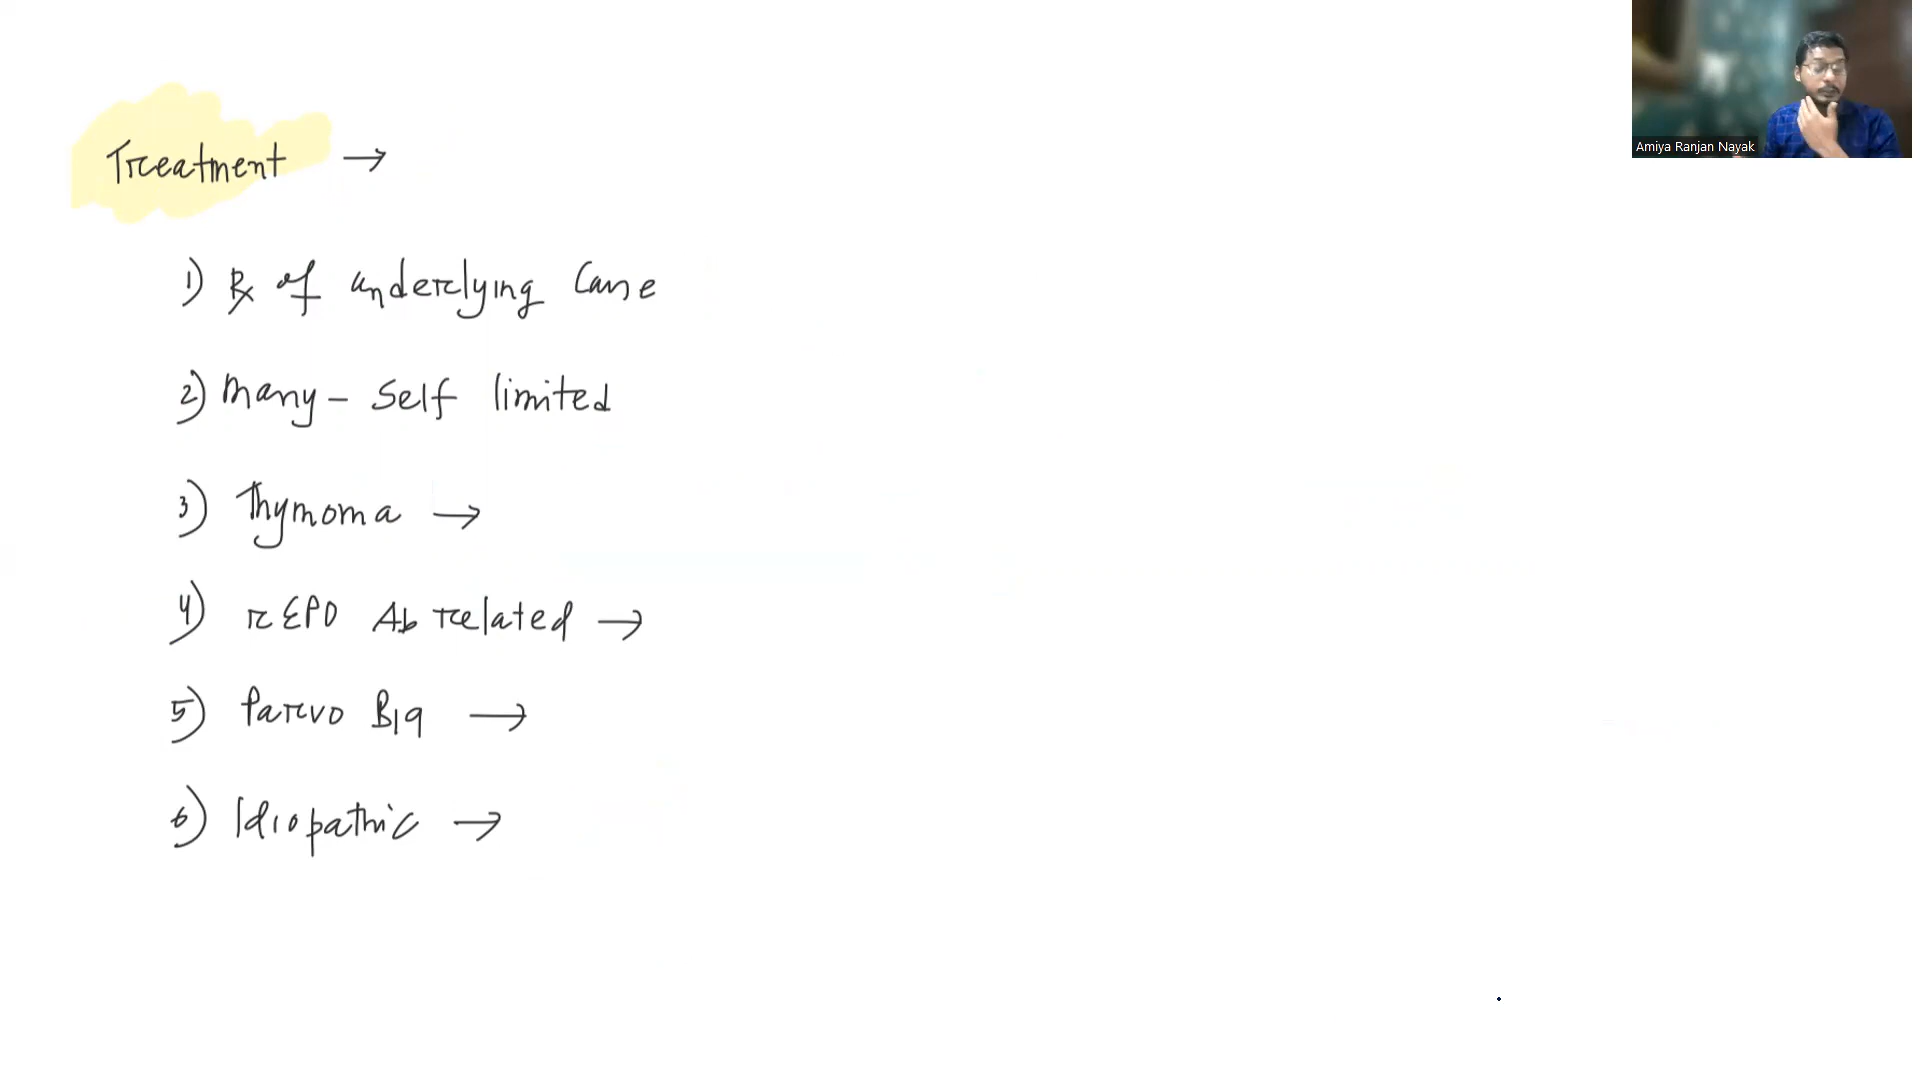 Treatment →
Amiya Ranjan Nayak
1) Rx of underlying Cause
2) Many - Self limited
3) Thymoma →
4) rEPO Ab related →
5) Parvo B19 →
6) Idiopathic →